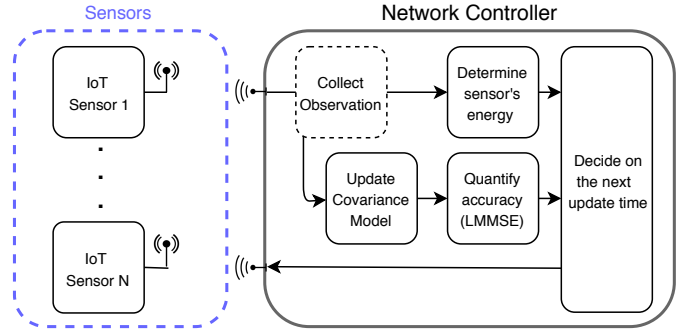 Sensors
Network Controller
IoT
Sensor 1
IoT
Sensor N
Collect
Observation
Determine
sensor's
energy
Update
Covariance
Model
Quantify
accuracy
(LMMSE)
Decide on
the next
update time